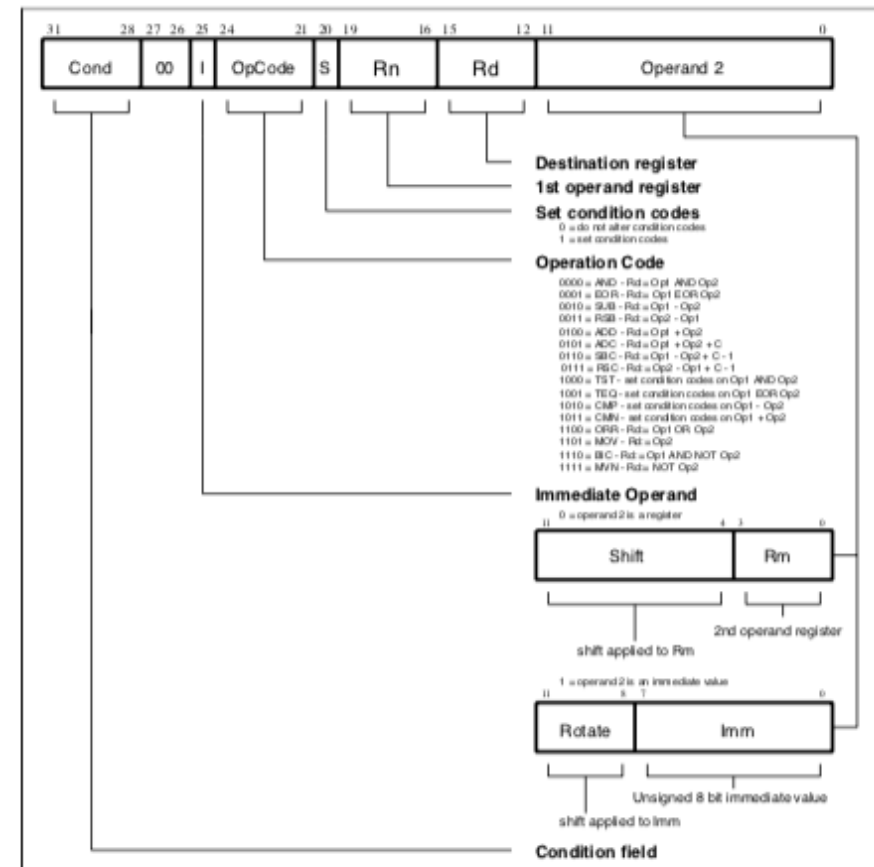 31 28 27 26 25 24 21 20 19 16 15 12 11 0
Cond 00 I OpCode S Rn Rd Operand 2
Destination register
1st operand register
Set condition codes
0 = do not alter condition codes
1 = set condition codes
Operation Code
0000 = AND - Rd:= Op1 AND Op2
0001 = EOR - Rd:= Op1 EOR Op2
0010 = SUB - Rd:= Op1 - Op2
0011 = RSB - Rd:= Op2 - Op1
0100 = ADD - Rd:= Op1 + Op2
0101 = ADC - Rd:= Op1 + Op2 + C
0110 = SBC - Rd:= Op1 - Op2 + C - 1
0111 = RSC - Rd:= Op2 - Op1 + C - 1
1000 = TST - set condition codes on Op1 AND Op2
1001 = TEQ - set condition codes on Op1 EOR Op2
1010 = CMP - set condition codes on Op1 - Op2
1011 = CMN - set condition codes on Op1 + Op2
1100 = ORR - Rd:= Op1 OR Op2
1101 = MOV - Rd:= Op2
1110 = BIC - Rd:= Op1 AND NOT Op2
1111 = MVN - Rd:= NOT Op2
Immediate Operand
0 = operand 2 is a register
11 4 3 0
Shift Rm
2nd operand register
shift applied to Rm
1 = operand 2 is an immediate value
11 8 7 0
Rotate Imm
Unsigned 8 bit immediate value
shift applied to Imm
Condition field